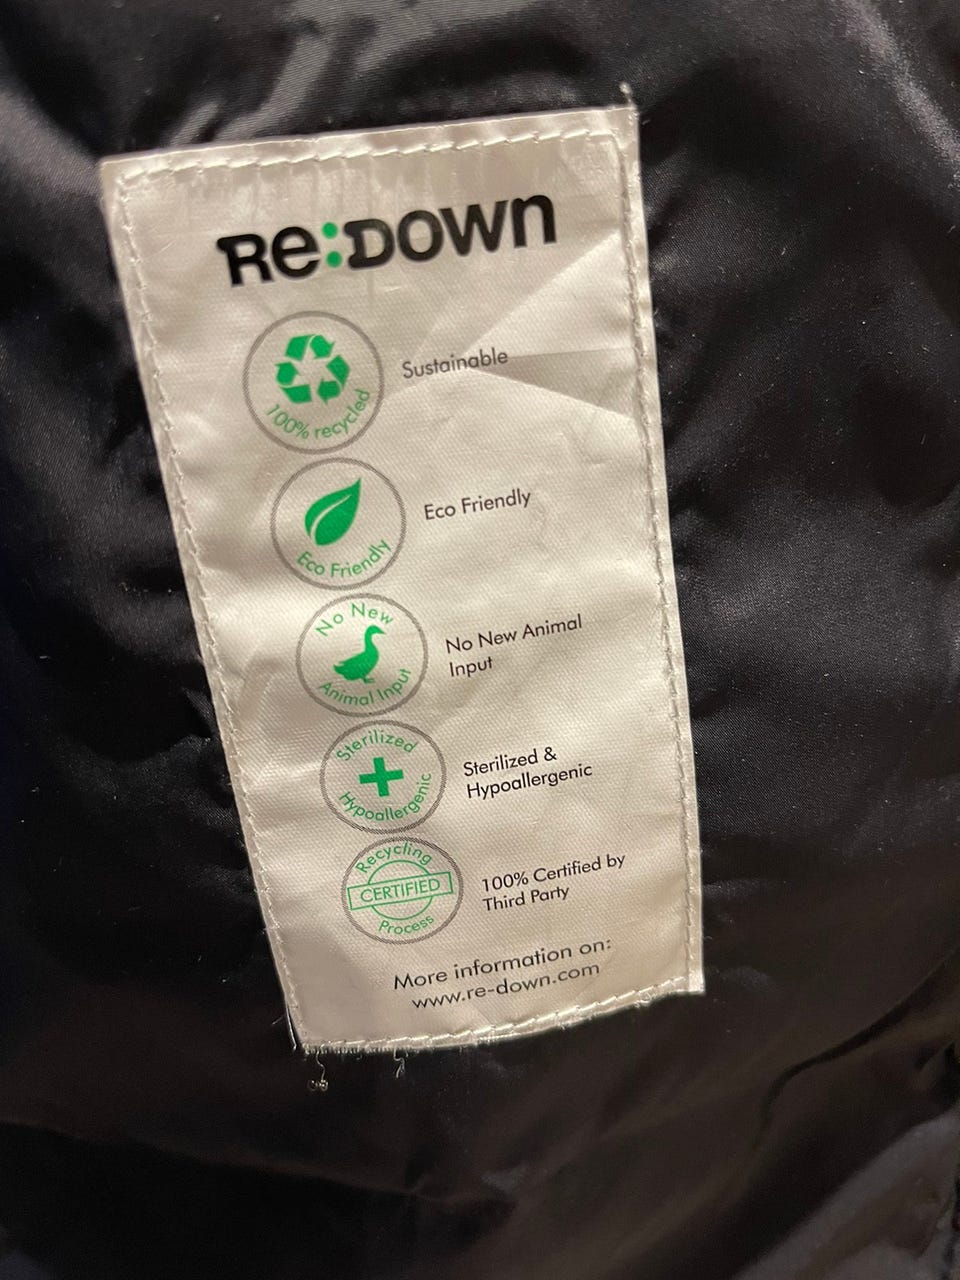 Re:DOWN
100% recycled
Sustainable
Eco Friendly
Eco Friendly
No New
Animal Input
No New Animal
Input
Sterilized
Hypoallergenic
Sterilized &
Hypoallergenic
Recycling
CERTIFIED
Process
100% Certified by
Third Party
More information on:
www.re-down.com